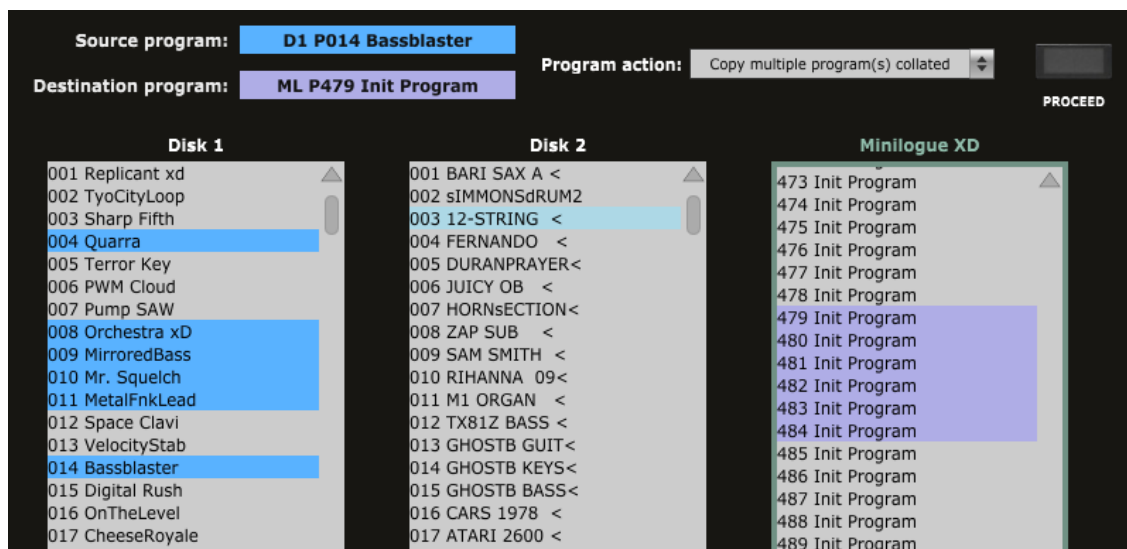 Source program: D1 P014 Bassblaster
Destination program: ML P479 Init Program
Program action: Copy multiple program(s) collated
PROCEED
Disk 1
001 Replicant xd
002 TyoCityLoop
003 Sharp Fifth
004 Quarra
005 Terror Key
006 PWM Cloud
007 Pump SAW
008 Orchestra xD
009 MirroredBass
010 Mr. Squelch
011 MetalFnkLead
012 Space Clavi
013 VelocityStab
014 Bassblaster
015 Digital Rush
016 OnTheLevel
017 CheeseRoyale
Disk 2
001 BARI SAX A <
002 sIMMONSdRUM2
003 12-STRING <
004 FERNANDO <
005 DURANPRAYER<
006 JUICY OB <
007 HORNsECTION<
008 ZAP SUB <
009 SAM SMITH <
010 RIHANNA 09<
011 M1 ORGAN <
012 TX81Z BASS <
013 GHOSTB GUIT<
014 GHOSTB KEYS<
015 GHOSTB BASS<
016 CARS 1978 <
017 ATARI 2600 <
Minilogue XD
473 Init Program
474 Init Program
475 Init Program
476 Init Program
477 Init Program
478 Init Program
479 Init Program
480 Init Program
481 Init Program
482 Init Program
483 Init Program
484 Init Program
485 Init Program
486 Init Program
487 Init Program
488 Init Program
489 Init Program